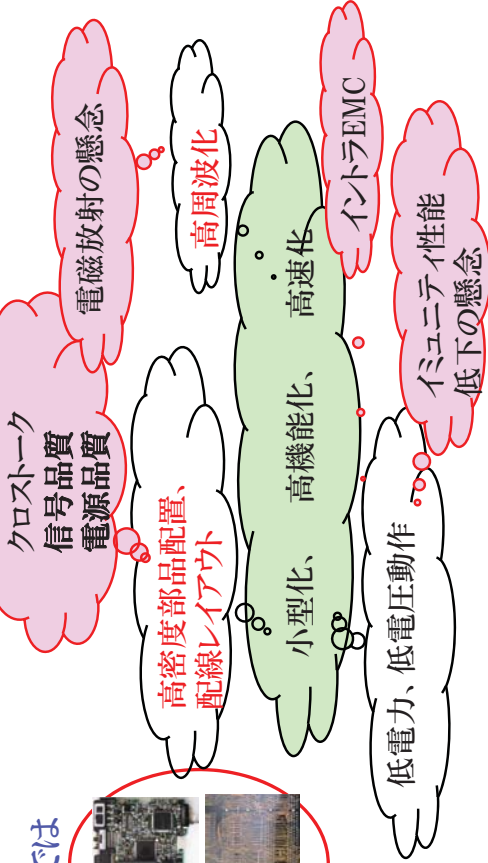 クロストーク
信号品質
電源品質
電磁放射の懸念
高密度部品配置、
配線レイアウト
高周波化
小型化、 高機能化、 高速化
イントラEMC
低電力、低電圧動作
イミュニティ性能
低下の懸念
では